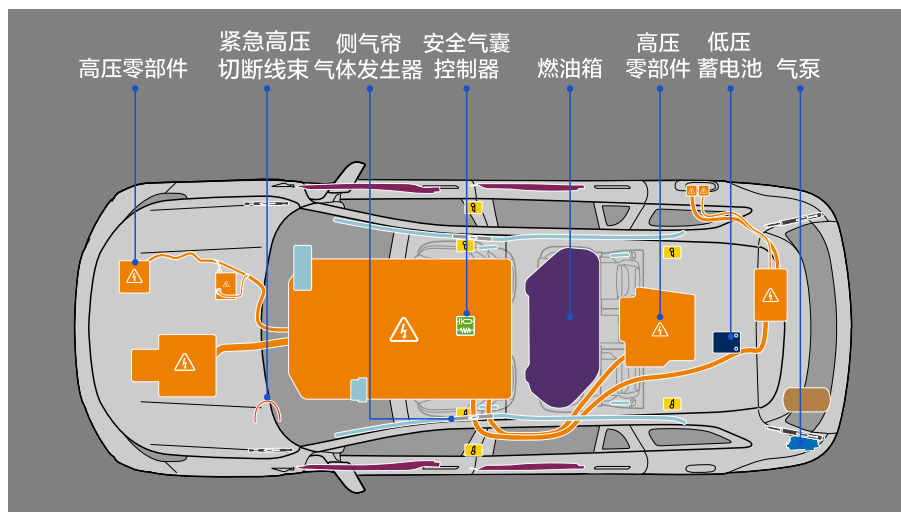 高压零部件
紧急高压
切断线束
侧气帘
气体发生器
安全气囊
控制器
燃油箱
高压
零部件
低压
蓄电池
气泵